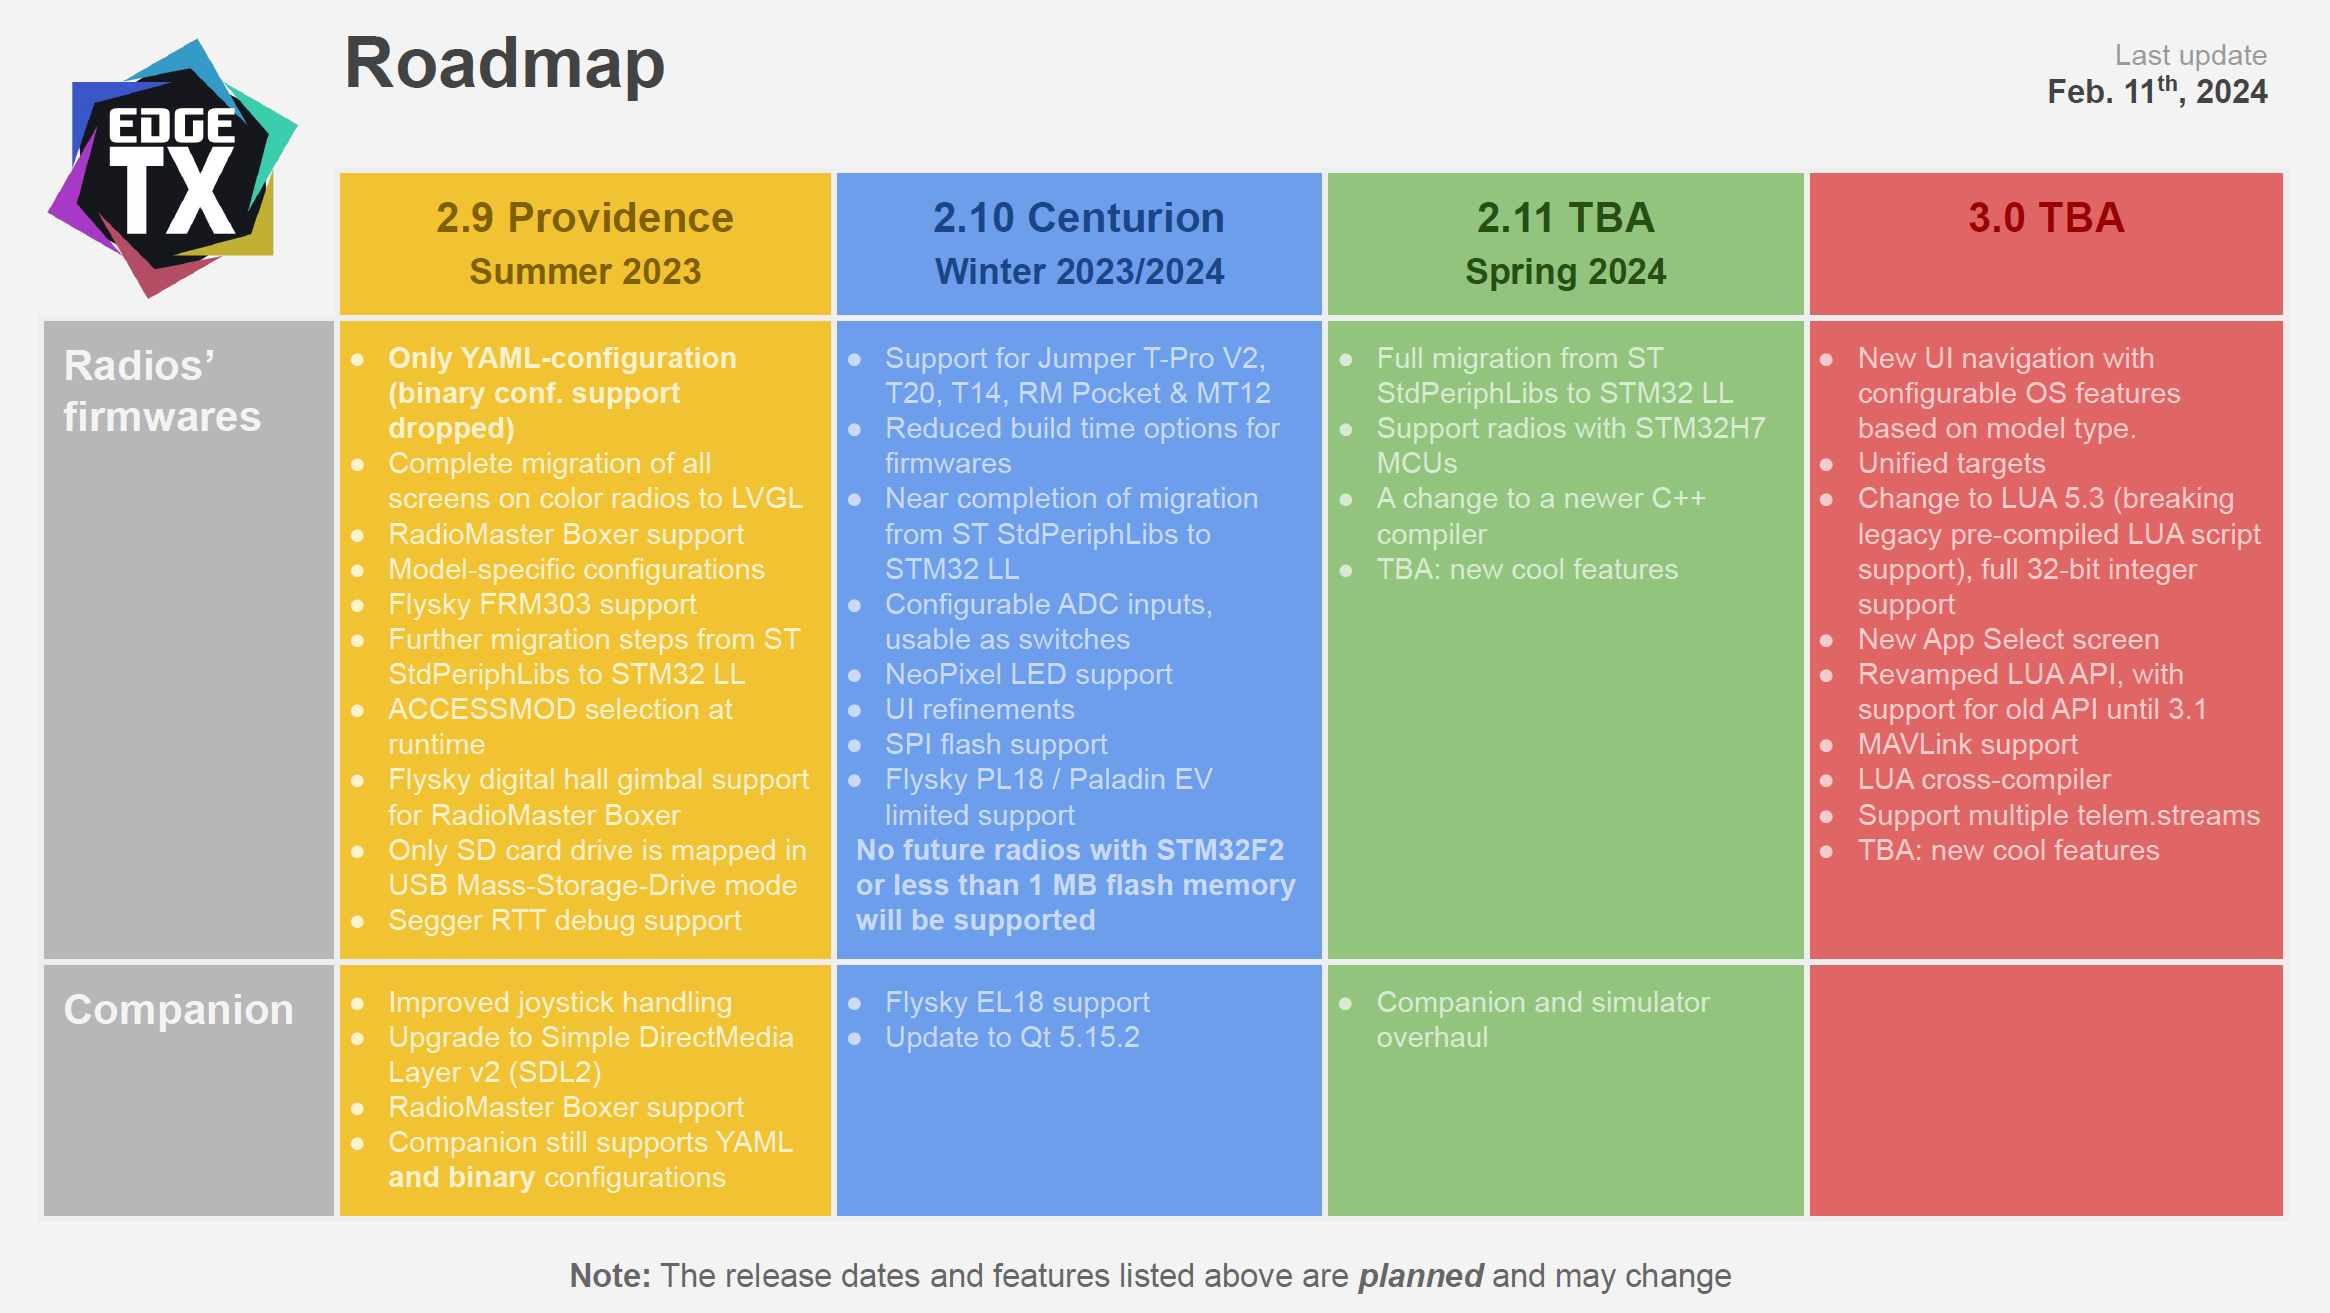 EDGE
TX
Roadmap
Last update
Feb. 11th, 2024
2.9 Providence
Summer 2023
2.10 Centurion
Winter 2023/2024
2.11 TBA
Spring 2024
3.0 TBA
Radios’
firmwares
● Only YAML-configuration
(binary conf. support
dropped)
● Complete migration of all
screens on color radios to LVGL
● RadioMaster Boxer support
● Model-specific configurations
● Flysky FRM303 support
● Further migration steps from ST
StdPeriphLibs to STM32 LL
● ACCESSMOD selection at
runtime
● Flysky digital hall gimbal support
for RadioMaster Boxer
● Only SD card drive is mapped in
USB Mass-Storage-Drive mode
● Segger RTT debug support
● Support for Jumper T-Pro V2,
T20, T14, RM Pocket & MT12
● Reduced build time options for
firmwares
● Near completion of migration
from ST StdPeriphLibs to
STM32 LL
● Configurable ADC inputs,
usable as switches
● NeoPixel LED support
● UI refinements
● SPI flash support
● Flysky PL18 / Paladin EV
limited support
No future radios with STM32F2
or less than 1 MB flash memory
will be supported
● Full migration from ST
StdPeriphLibs to STM32 LL
● Support radios with STM32H7
MCUs
● A change to a newer C++
compiler
● TBA: new cool features
● New UI navigation with
configurable OS features
based on model type.
● Unified targets
● Change to LUA 5.3 (breaking
legacy pre-compiled LUA script
support), full 32-bit integer
support
● New App Select screen
● Revamped LUA API, with
support for old API until 3.1
● MAVLink support
● LUA cross-compiler
● Support multiple telem.streams
● TBA: new cool features
Companion
● Improved joystick handling
● Upgrade to Simple DirectMedia
Layer v2 (SDL2)
● RadioMaster Boxer support
● Companion still supports YAML
and binary configurations
● Flysky EL18 support
● Update to Qt 5.15.2
● Companion and simulator
overhaul
Note: The release dates and features listed above are planned and may change